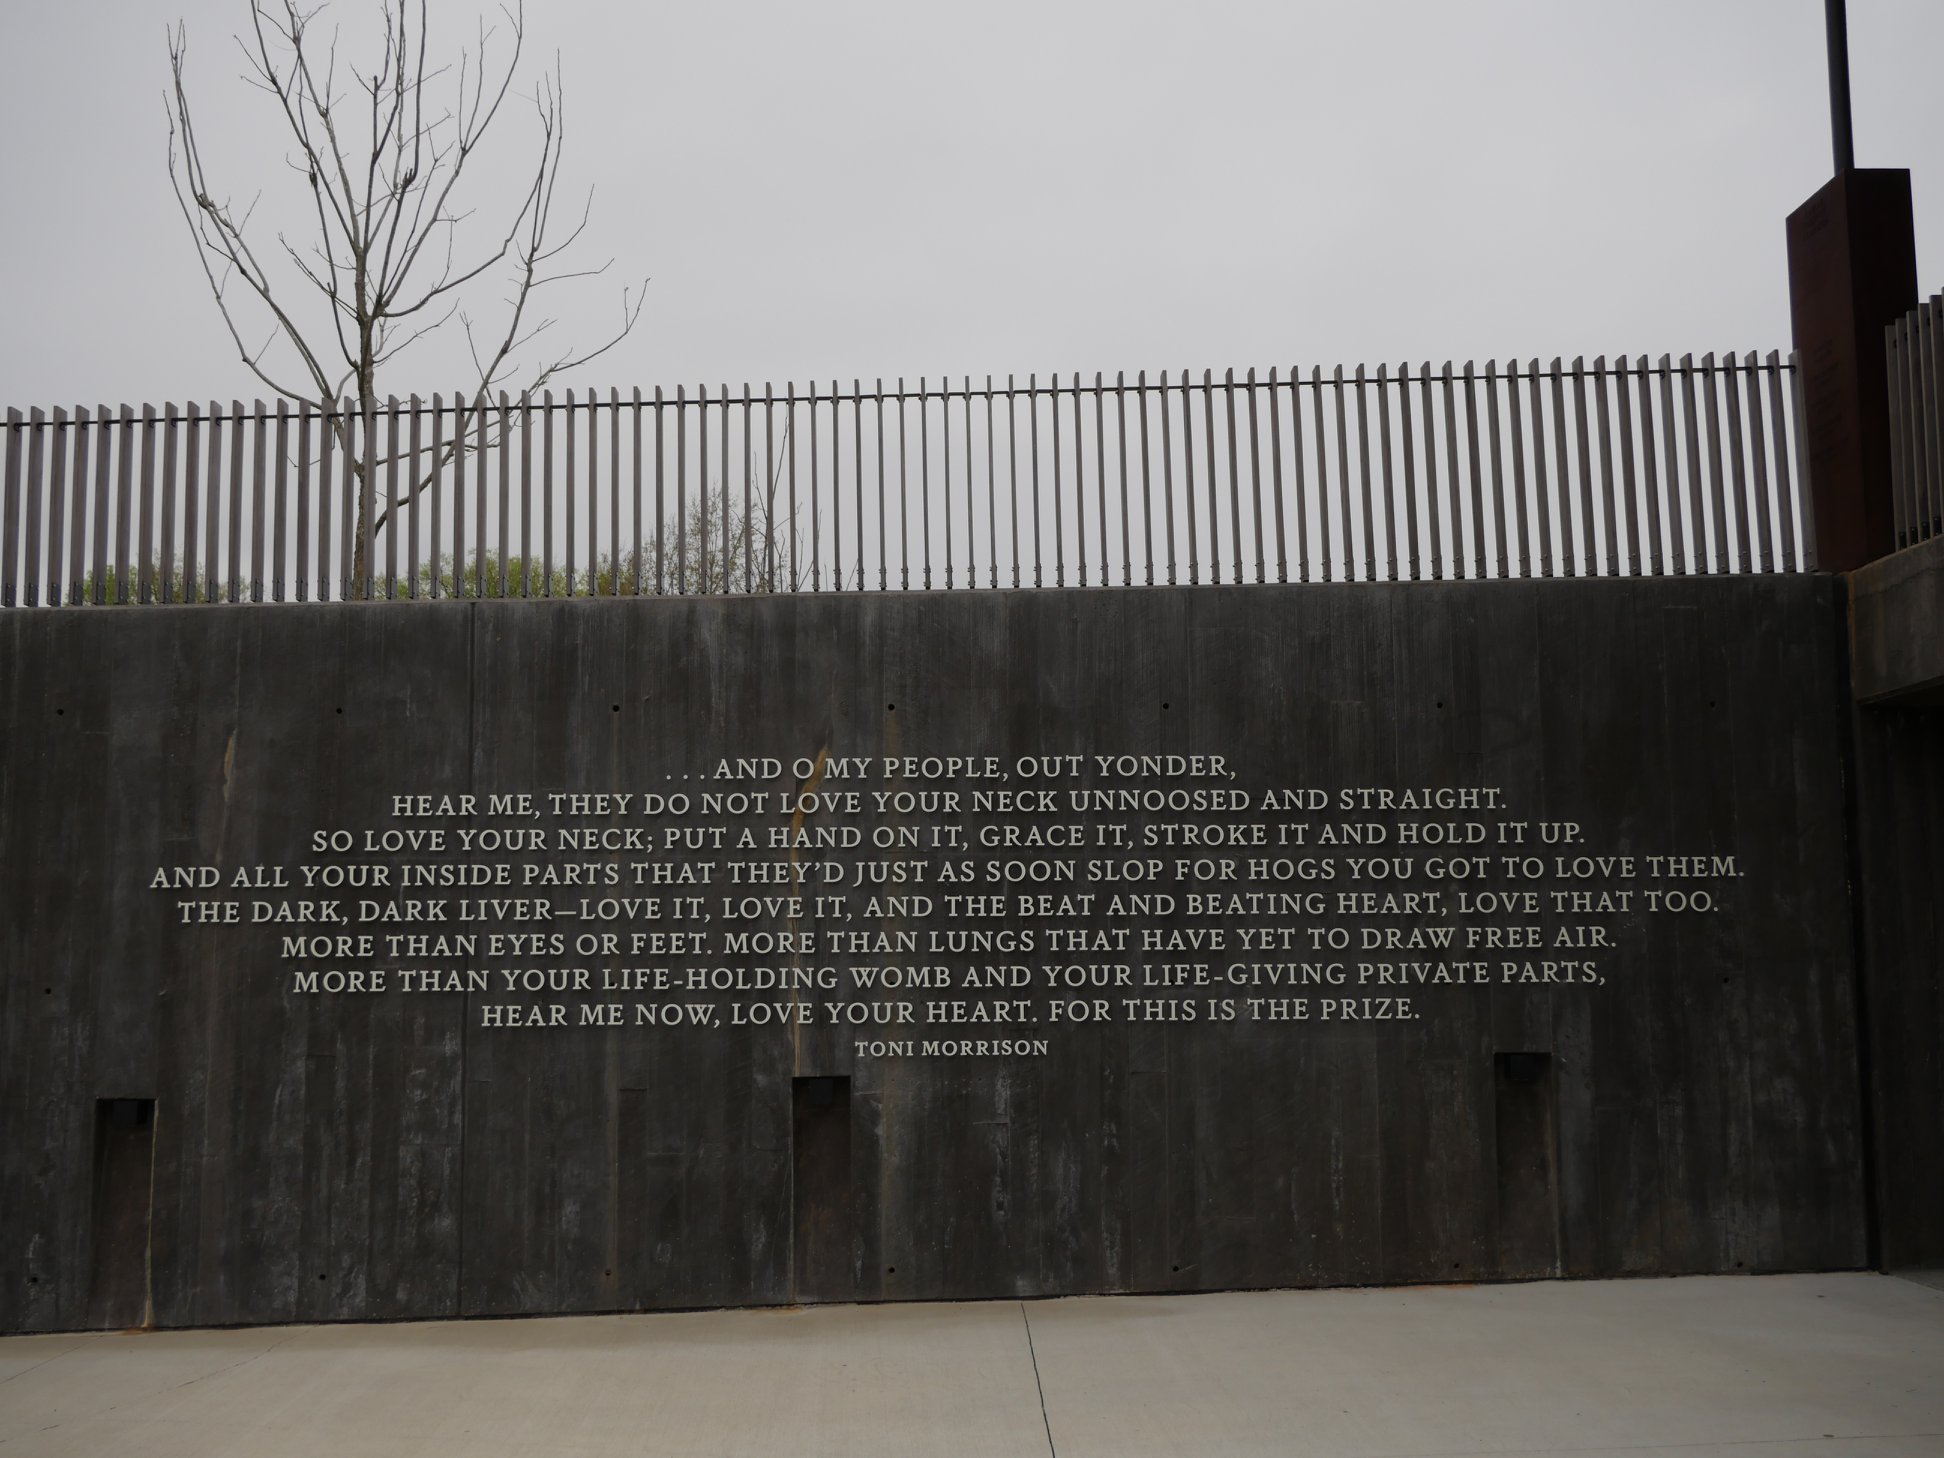 . . . AND O MY PEOPLE, OUT YONDER,
HEAR ME, THEY DO NOT LOVE YOUR NECK UNNOOSED AND STRAIGHT.
SO LOVE YOUR NECK; PUT A HAND ON IT, GRACE IT, STROKE IT AND HOLD IT UP.
AND ALL YOUR INSIDE PARTS THAT THEY'D JUST AS SOON SLOP FOR HOGS YOU GOT TO LOVE THEM.
THE DARK, DARK LIVER—LOVE IT, LOVE IT, AND THE BEAT AND BEATING HEART, LOVE THAT TOO.
MORE THAN EYES OR FEET. MORE THAN LUNGS THAT HAVE YET TO DRAW FREE AIR.
MORE THAN YOUR LIFE-HOLDING WOMB AND YOUR LIFE-GIVING PRIVATE PARTS,
HEAR ME NOW, LOVE YOUR HEART. FOR THIS IS THE PRIZE.
TONI MORRISON